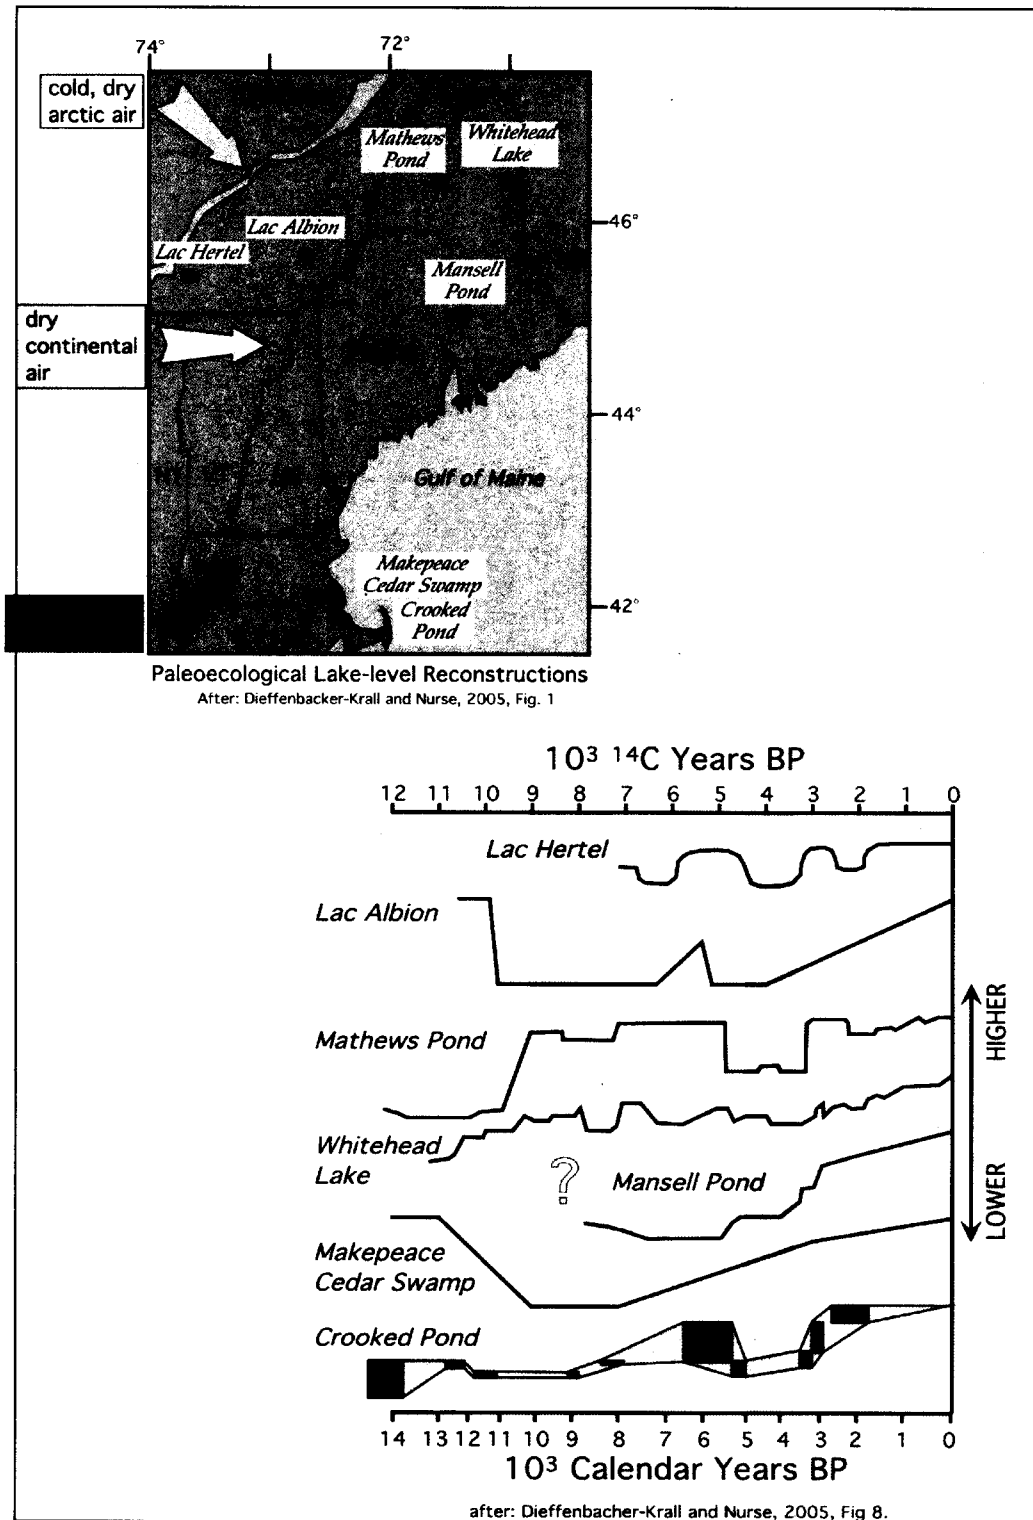 74° 72°
cold, dry
arctic air
Mathews
Pond
Whitehead
Lake
46°
Lac Albion
Lac Hertel
Mansell
Pond
dry
continental
air
44°
Gulf of Maine
Makepeace
Cedar Swamp
Crooked
Pond
42°
Paleoecological Lake-level Reconstructions
After: Dieffenbacker-Krall and Nurse, 2005, Fig. 1
10³ ¹⁴C Years BP
12 11 10 9 8 7 6 5 4 3 2 1 0
Lac Hertel
Lac Albion
HIGHER
Mathews Pond
Whitehead
Lake
?
Mansell Pond
LOWER
Makepeace
Cedar Swamp
Crooked Pond
14 13 12 11 10 9 8 7 6 5 4 3 2 1 0
10³ Calendar Years BP
after: Dieffenbacher-Krall and Nurse, 2005, Fig 8.